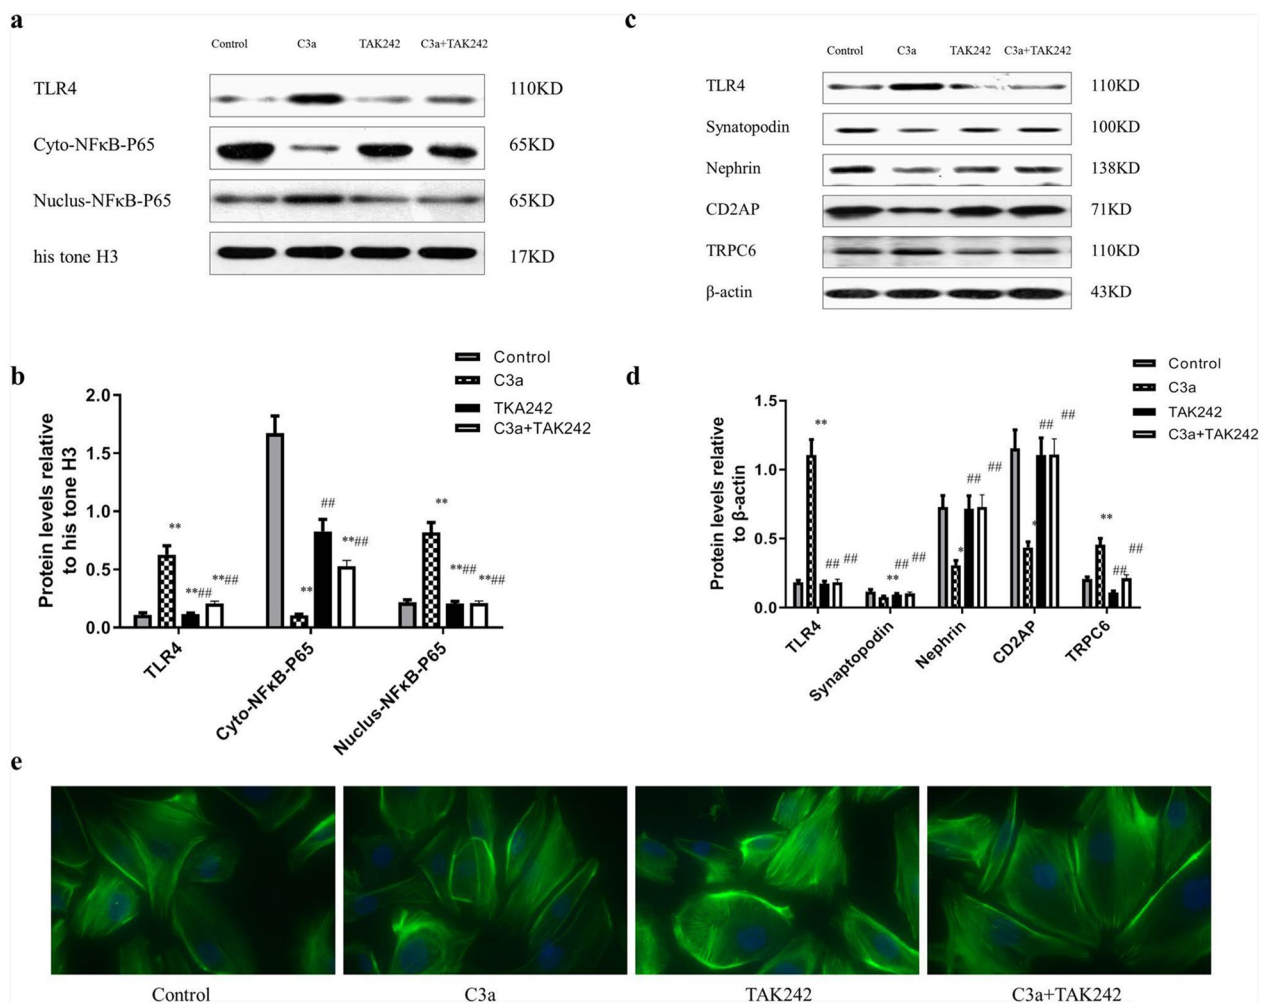 a
Control C3a TAK242 C3a+TAK242
TLR4 110KD
Cyto-NFκB-P65 65KD
Nuclus-NFκB-P65 65KD
his tone H3 17KD
c
Control C3a TAK242 C3a+TAK242
TLR4 110KD
Synatopodin 100KD
Nephrin 138KD
CD2AP 71KD
TRPC6 110KD
β-actin 43KD
b
Control
C3a
TKA242
C3a+TAK242
Protein levels relative
to his tone H3
2.0
1.5
1.0
0.5
0.0
** **## **##
** ## **##
** **## **##
TLR4
Cyto-NFκB-P65
Nuclus-NFκB-P65
d
Control
C3a
TAK242
C3a+TAK242
Protein levels relative
to β-actin
1.5
1.0
0.5
0.0
** ## ##
** ## ##
* ## ##
* ## ##
** ## ##
TLR4
Synaptopodin
Nephrin
CD2AP
TRPC6
e
Control C3a TAK242 C3a+TAK242